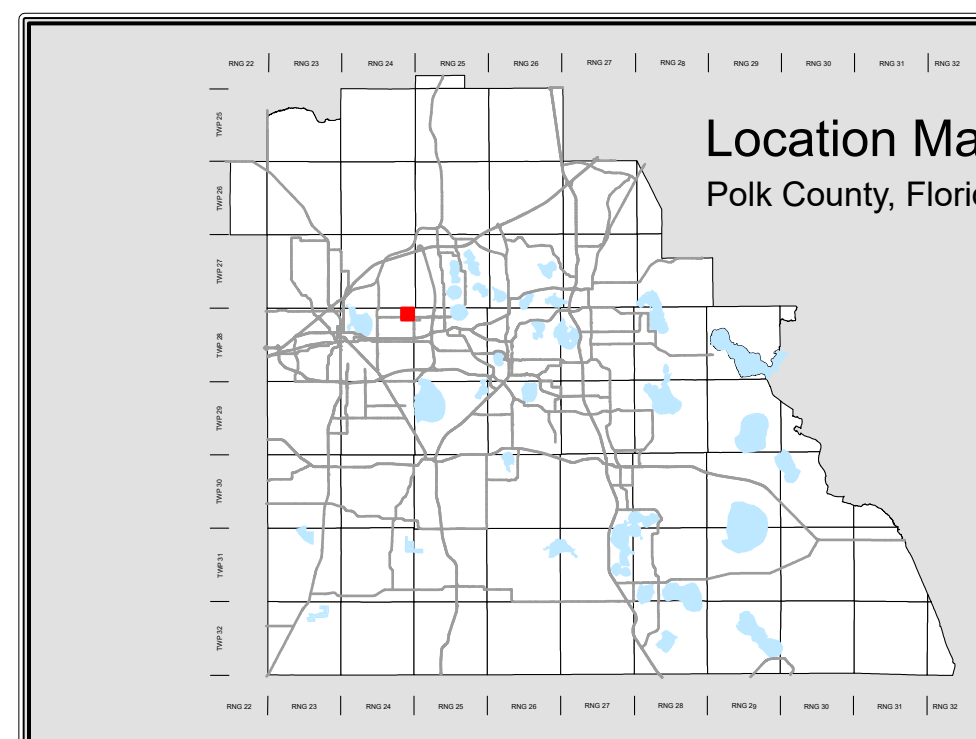 RNG 22 RNG 23 RNG 24 RNG 25 RNG 26 RNG 27 RNG 28 RNG 29 RNG 30 RNG 31 RNG 32
Location Ma
Polk County, Flori
TWP 25
TWP 26
TWP 27
TWP 28
TWP 29
TWP 30
TWP 31
TWP 32
RNG 22 RNG 23 RNG 24 RNG 25 RNG 26 RNG 27 RNG 28 RNG 29 RNG 30 RNG 31 RNG 32